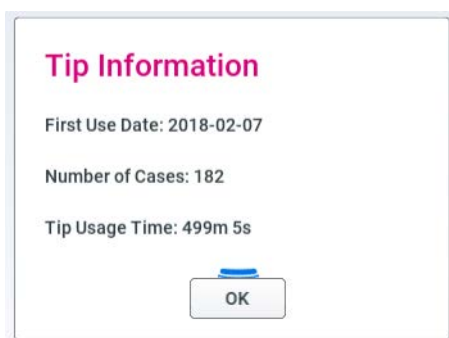 Tip Information
First Use Date: 2018-02-07
Number of Cases: 182
Tip Usage Time: 499m 5s
OK